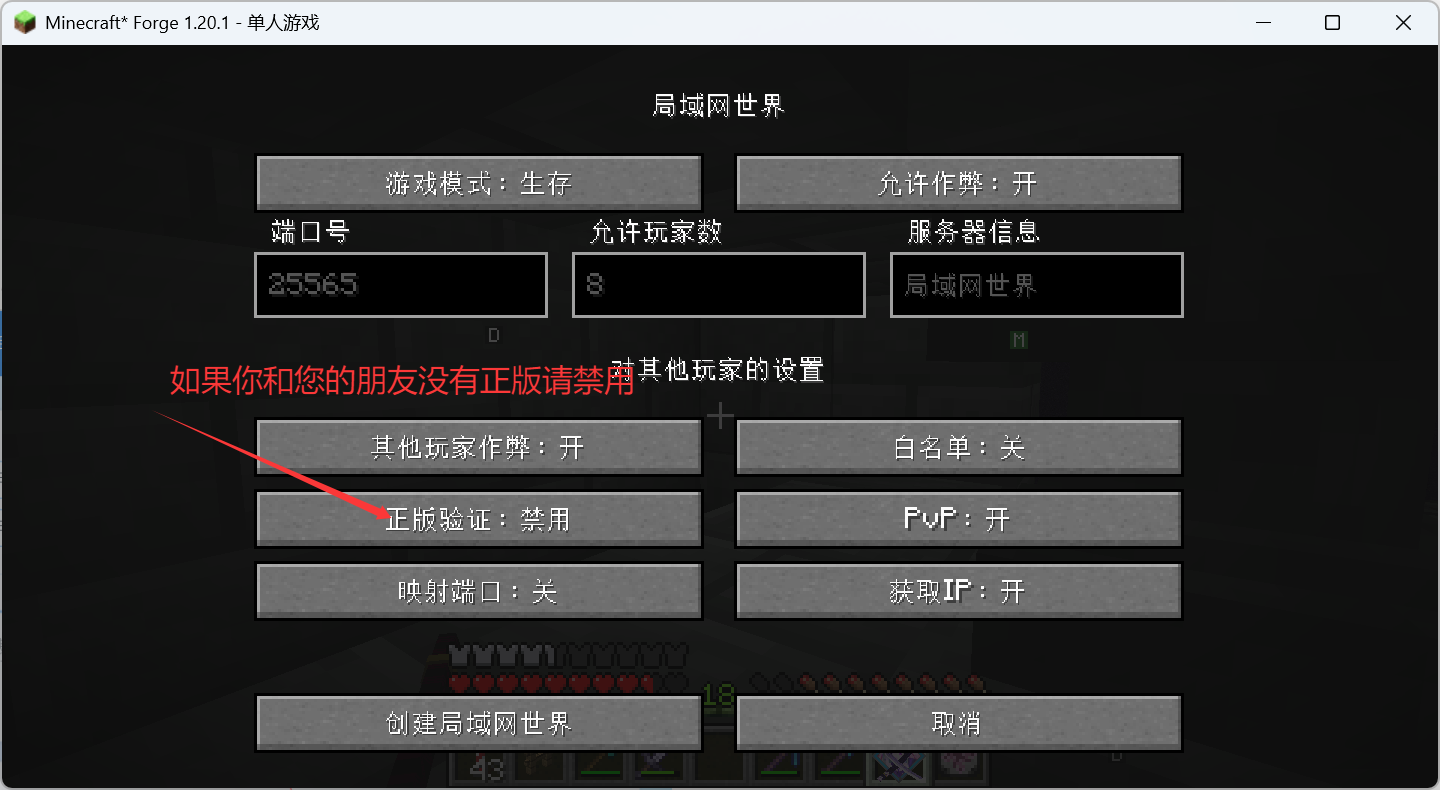 Minecraft* Forge 1.20.1 - 单人游戏
局域网世界
游戏模式：生存
允许作弊：开
端口号
允许玩家数
服务器信息
25565
8
局域网世界
D
M
对其他玩家的设置
如果你和您的朋友没有正版请禁用
其他玩家作弊：开
白名单：关
正版验证：禁用
PvP：开
映射端口：关
获取IP：开
18
创建局域网世界
取消
43